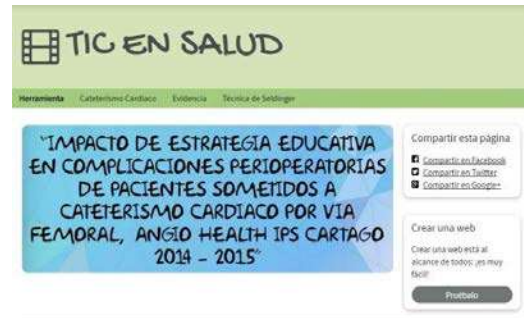 TIC EN SALUD
Herramienta Cateterismo Cardiaco Evidencia Técnica de Seldinger
"IMPACTO DE ESTRATEGIA EDUCATIVA
EN COMPLICACIONES PERIOPERATORIAS
DE PACIENTES SOMETIDOS A
CATETERISMO CARDIACO POR VIA
FEMORAL, ANGIO HEALTH IPS CARTAGO
2014 - 2015"
Compartir esta página
Compartir en Facebook
Compartir en Twitter
Compartir en Google+
Crear una web
Crear una web está al
alcance de todos: ¡es muy
fácil!
Pruébalo